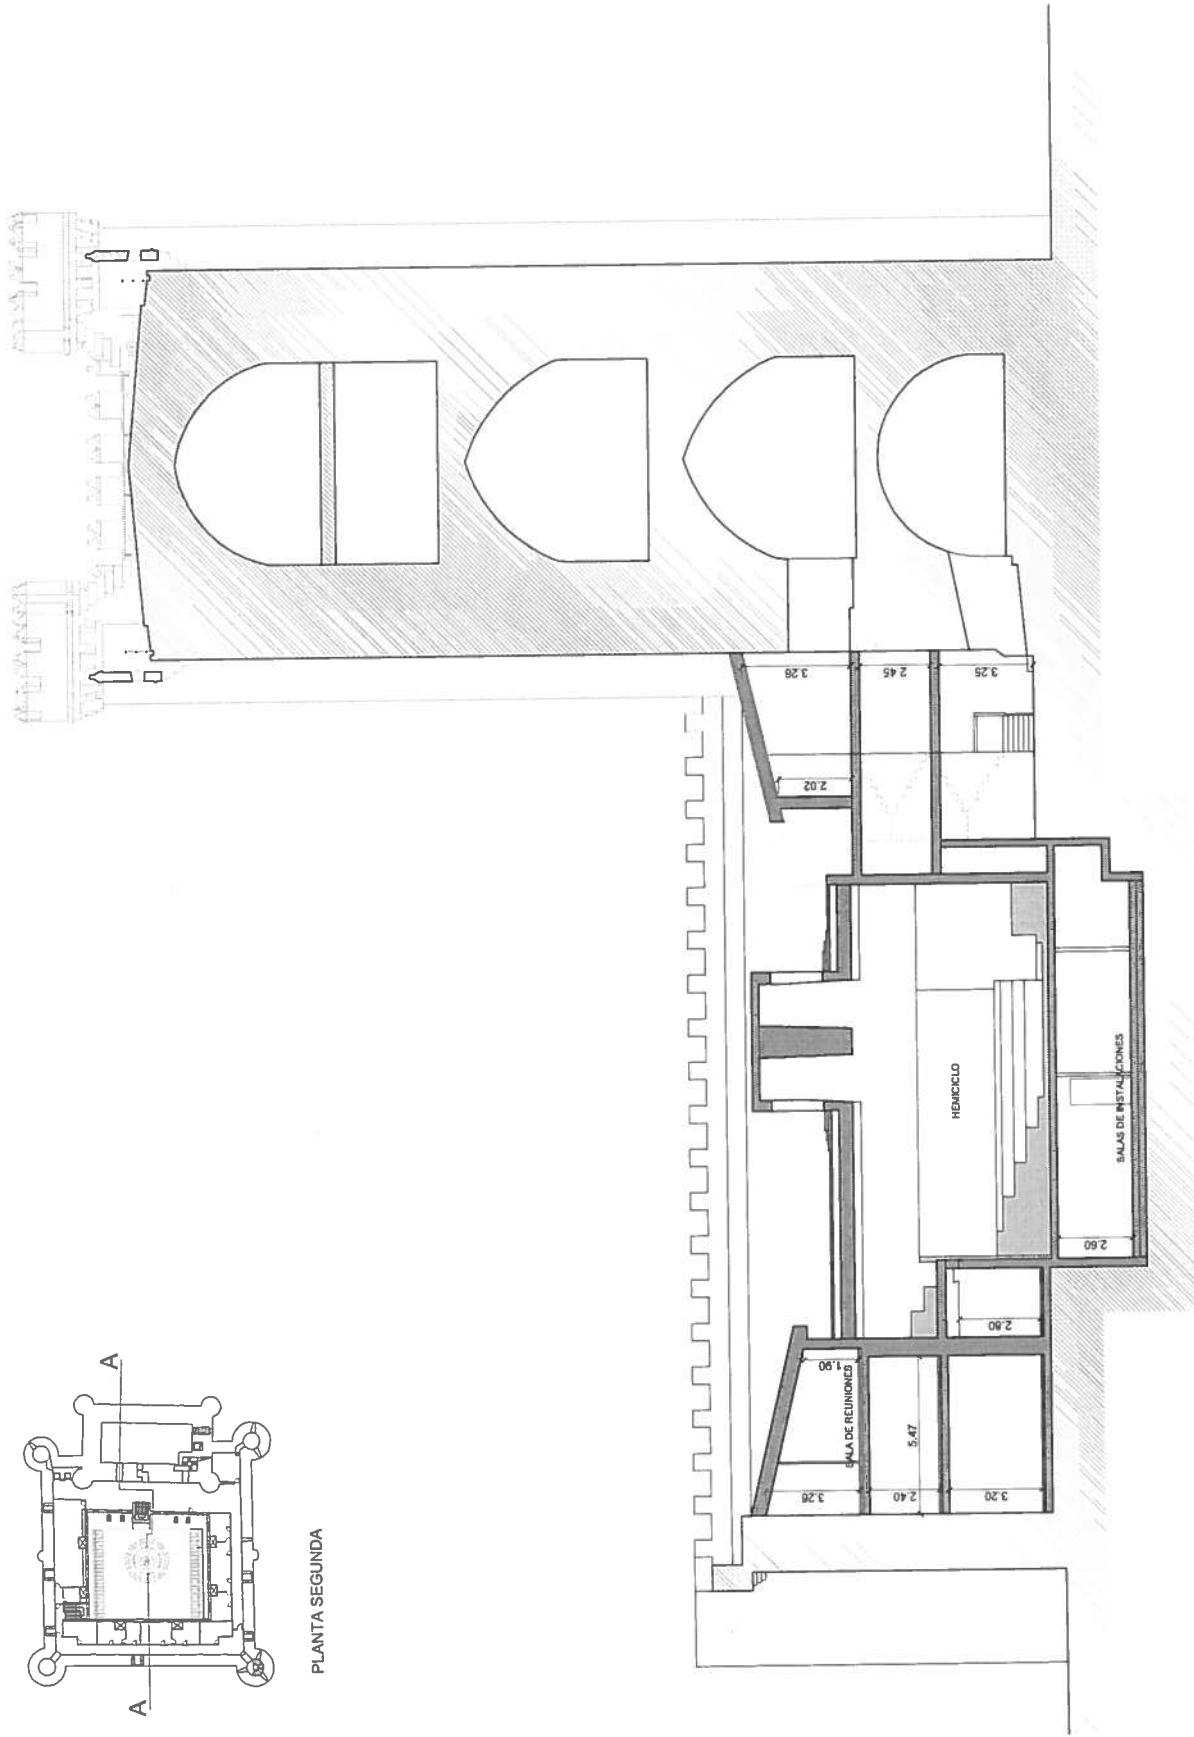 A
A
PLANTA SEGUNDA
3.26
SALA DE REUNIONES
1.90
2.40
5.47
3.20
2.80
HEMICICLO
SALAS DE INSTALACIONES
2.60
2.02
3.26
2.45
3.25